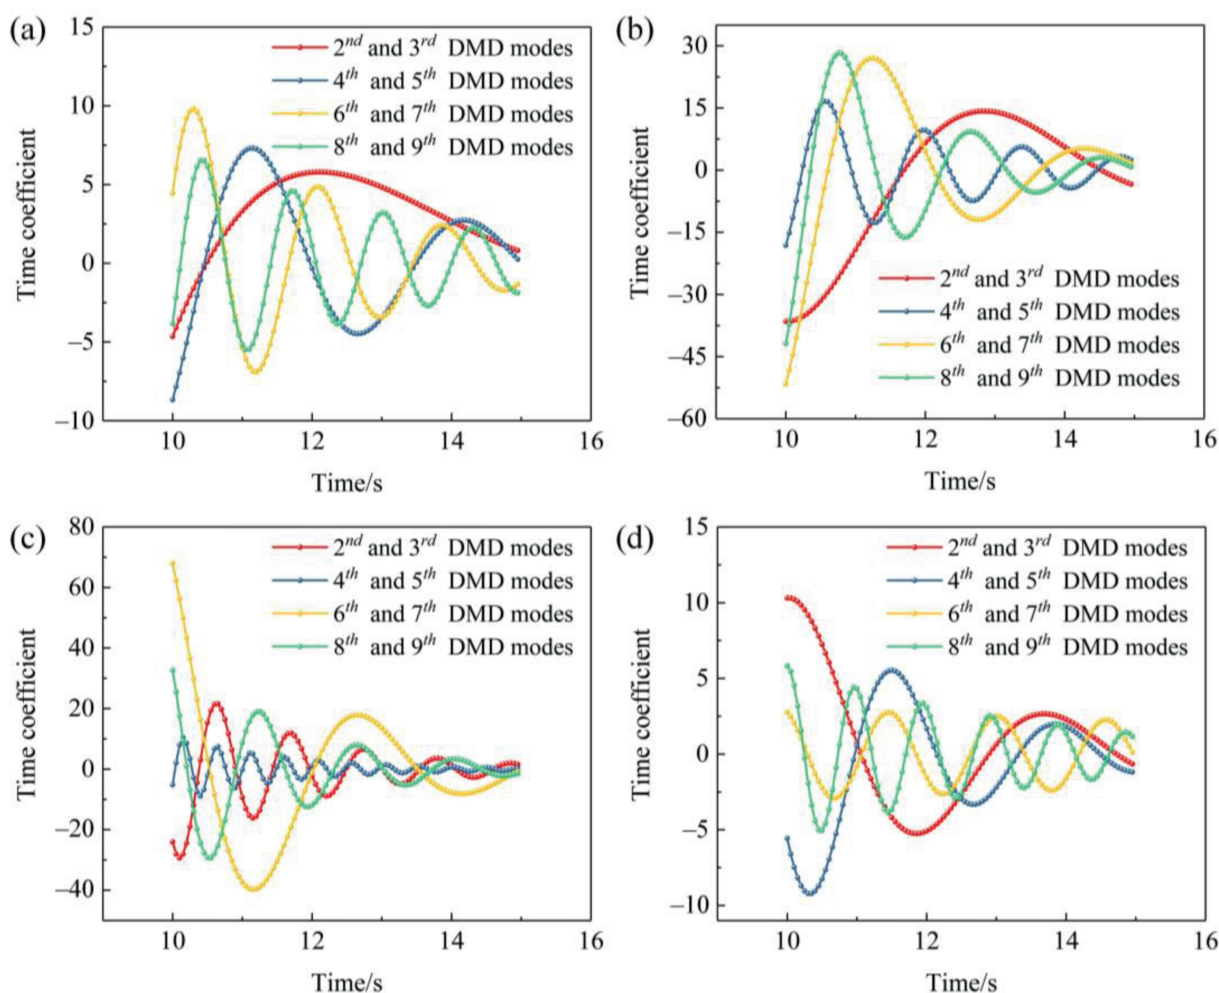 (a)
15
10
5
0
−5
−10
10
12
14
16
Time coefficient
Time/s
2nd and 3rd DMD modes
4th and 5th DMD modes
6th and 7th DMD modes
8th and 9th DMD modes
(b)
30
15
0
−15
−30
−45
−60
10
12
14
16
Time coefficient
Time/s
2nd and 3rd DMD modes
4th and 5th DMD modes
6th and 7th DMD modes
8th and 9th DMD modes
(c)
80
60
40
20
0
−20
−40
10
12
14
16
Time coefficient
Time/s
2nd and 3rd DMD modes
4th and 5th DMD modes
6th and 7th DMD modes
8th and 9th DMD modes
(d)
15
10
5
0
−5
−10
10
12
14
16
Time coefficient
Time/s
2nd and 3rd DMD modes
4th and 5th DMD modes
6th and 7th DMD modes
8th and 9th DMD modes